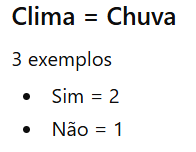 Clima = Chuva
3 exemplos
• Sim = 2
• Não = 1